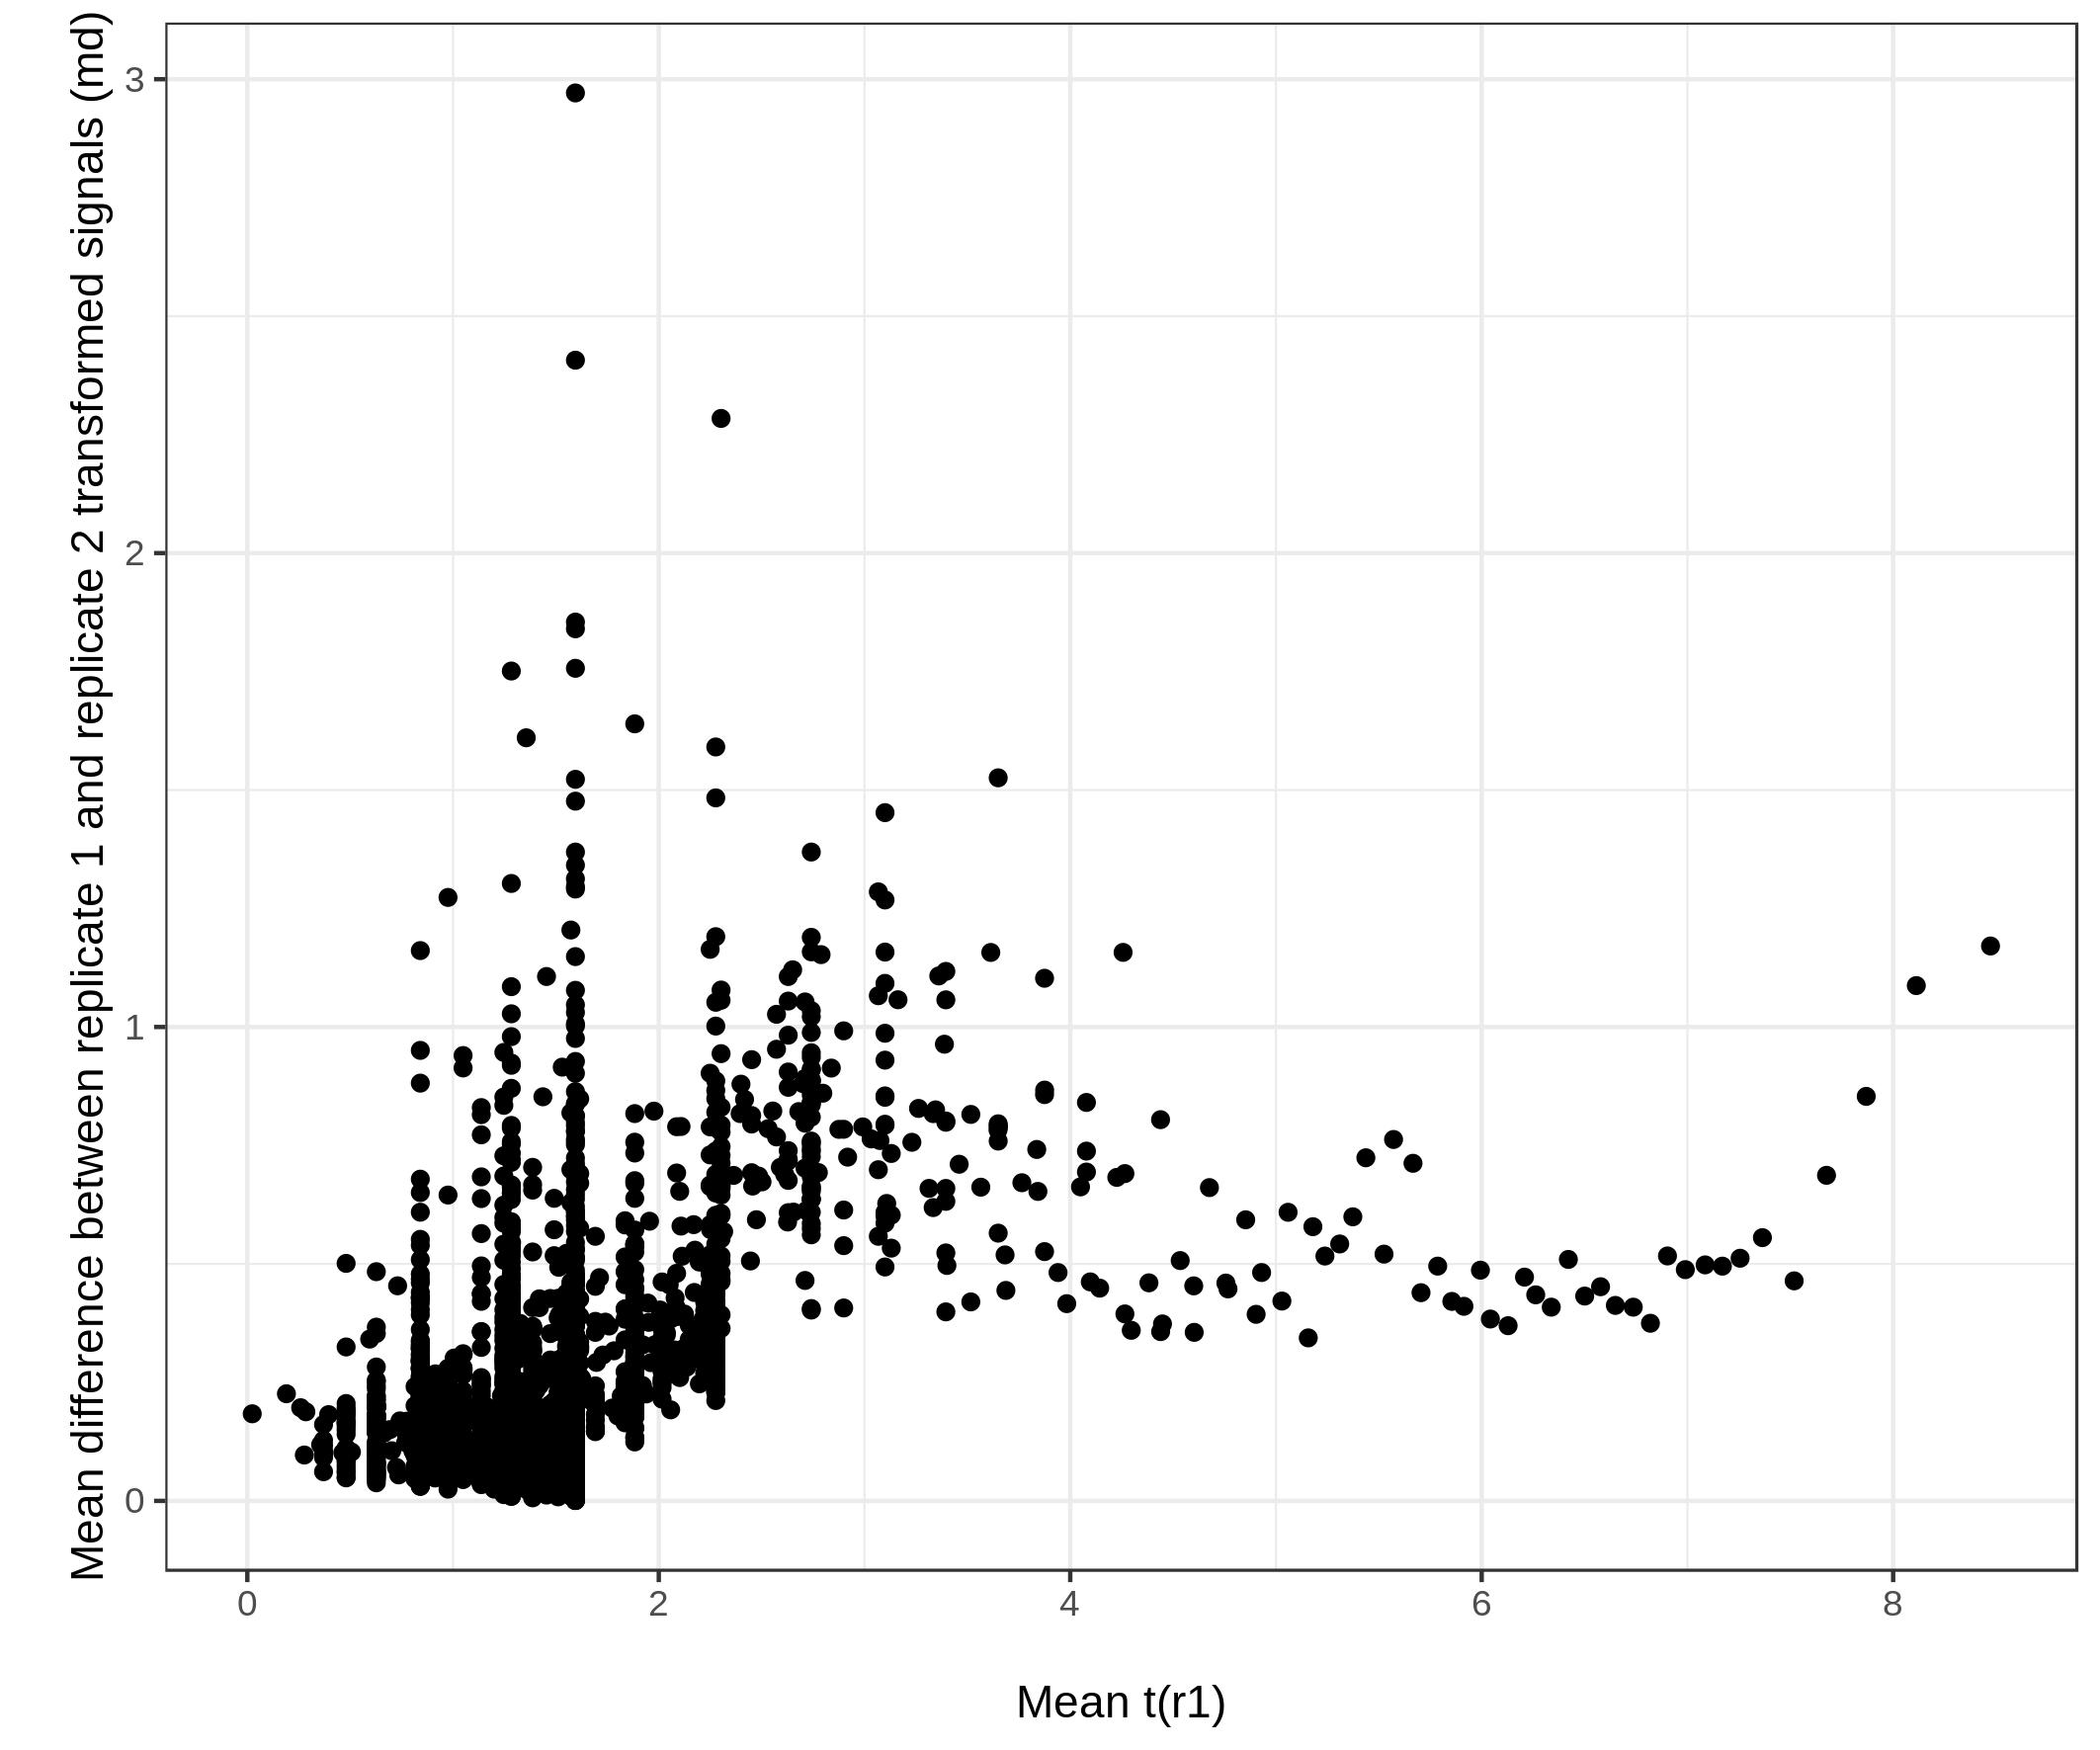 Mean difference between replicate 1 and replicate 2 transformed signals (md)
3
2
1
0
0 2 4 6 8
Mean t(r1)